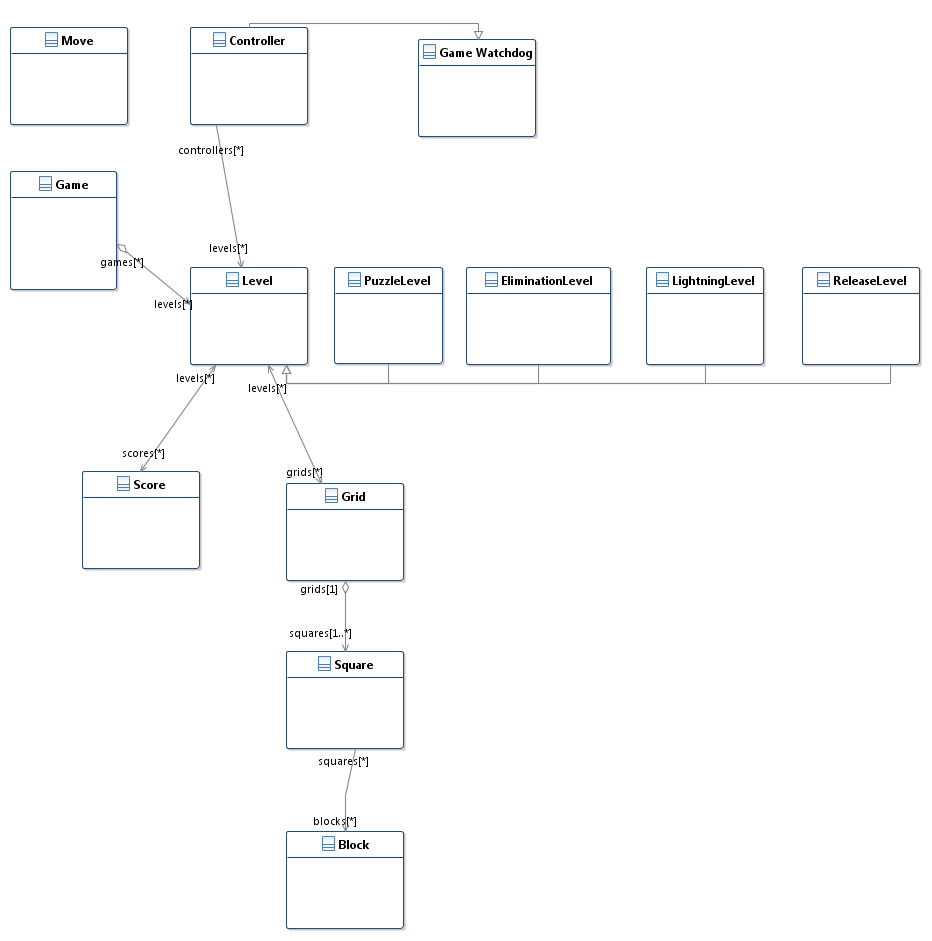 Move
Controller
Game Watchdog
controllers[*]
Game
levels[*]
games[*]
levels[*]
Level
PuzzleLevel
EliminationLevel
LightningLevel
ReleaseLevel
levels[*]
levels[*]
scores[*]
grids[*]
Score
Grid
grids[1]
squares[1..*]
Square
squares[*]
blocks[*]
Block